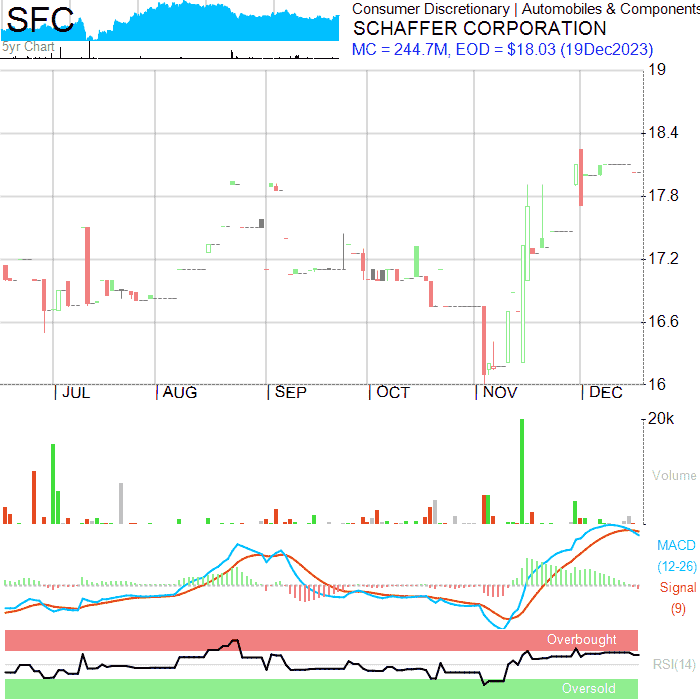 SFC
5yr Chart
Consumer Discretionary | Automobiles & Components
SCHAFFER CORPORATION
MC = 244.7M, EOD = $18.03 (19Dec2023)
19
18.4
17.8
17.2
16.6
16
JUL AUG SEP OCT NOV DEC
20k
Volume
MACD
(12-26)
Signal
(9)
Overbought
RSI(14)
Oversold